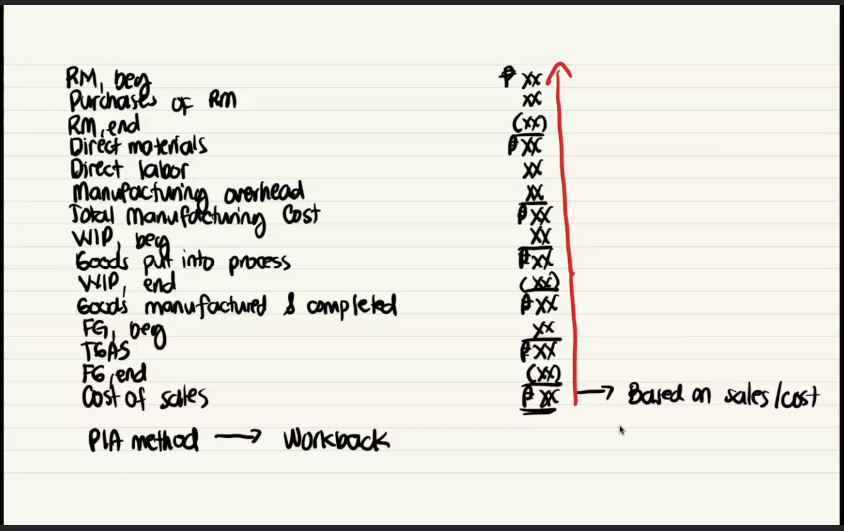 RM, beg ₱ xx
Purchases of RM xx
RM, end (xx)
Direct materials ₱ xx
Direct labor xx
Manufacturing overhead xx
Total Manufacturing Cost ₱ xx
WIP, beg xx
Goods put into process ₱ xx
WIP, end (xx)
Goods manufactured & completed ₱ xx
FG, beg xx
TGAS ₱ xx
FG, end (xx)
Cost of sales ₱ xx → Based on sales/cost
PIA method → Workback